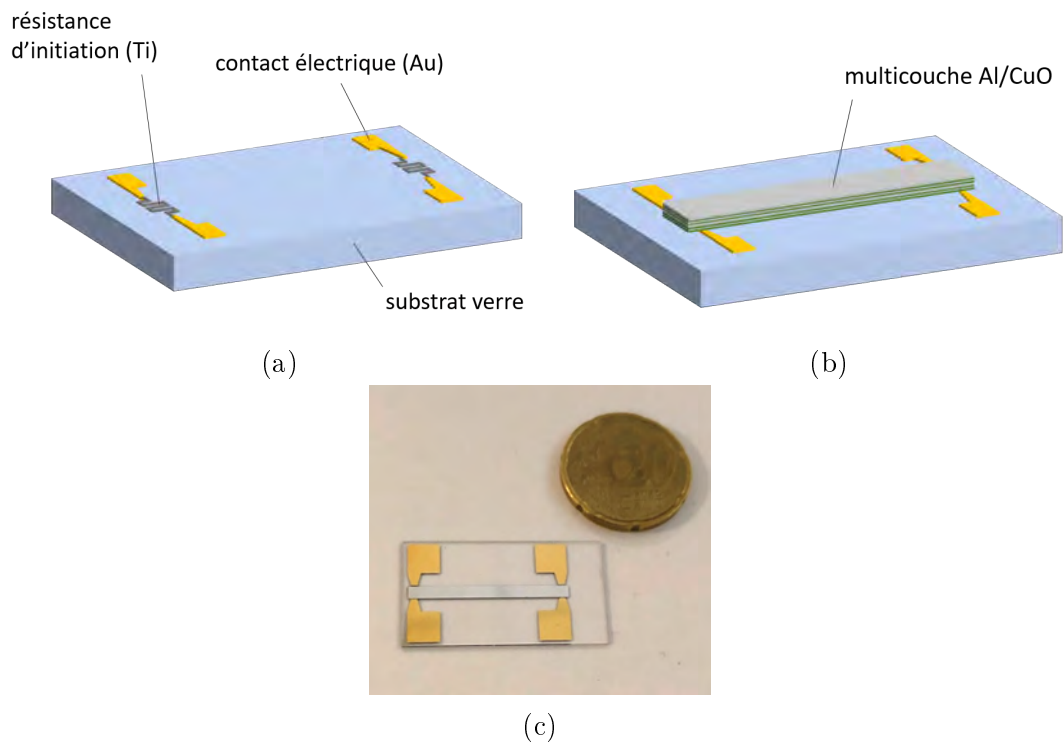 résistance
d'initiation (Ti)
contact électrique (Au)
substrat verre
multicouche Al/CuO
(a)
(b)
(c)